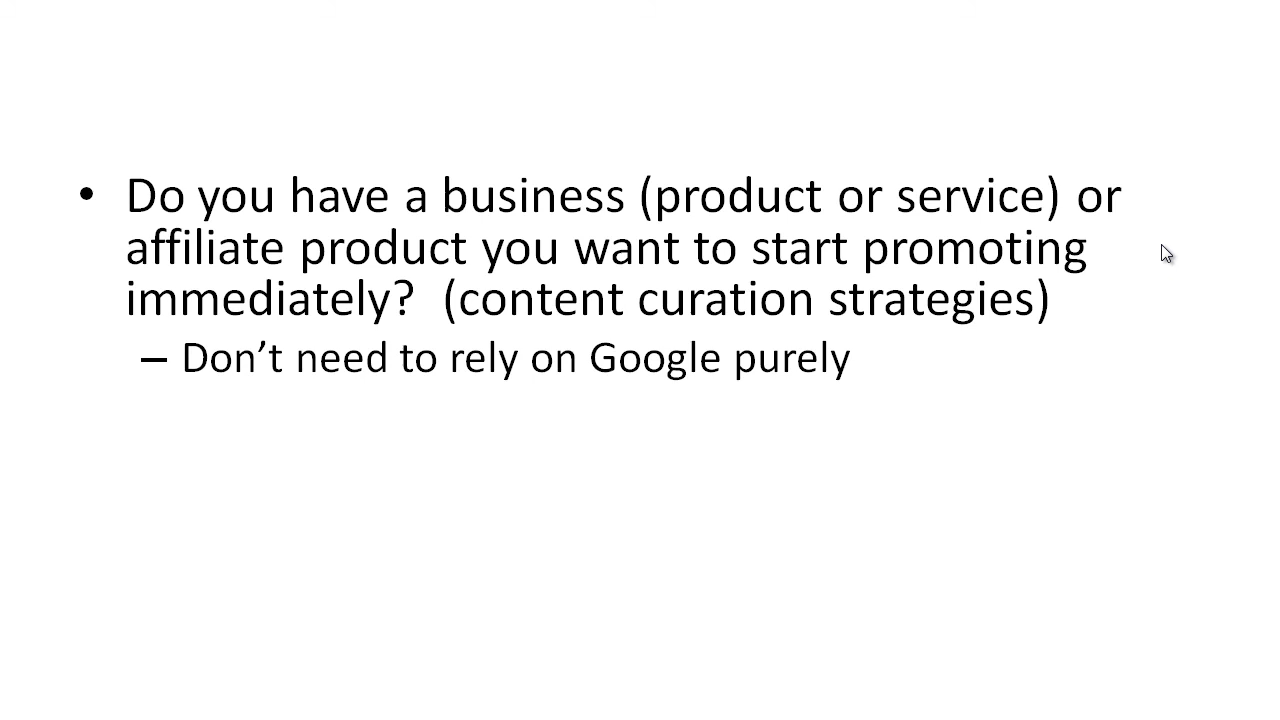 • Do you have a business (product or service) or
affiliate product you want to start promoting
immediately?  (content curation strategies)
– Don’t need to rely on Google purely